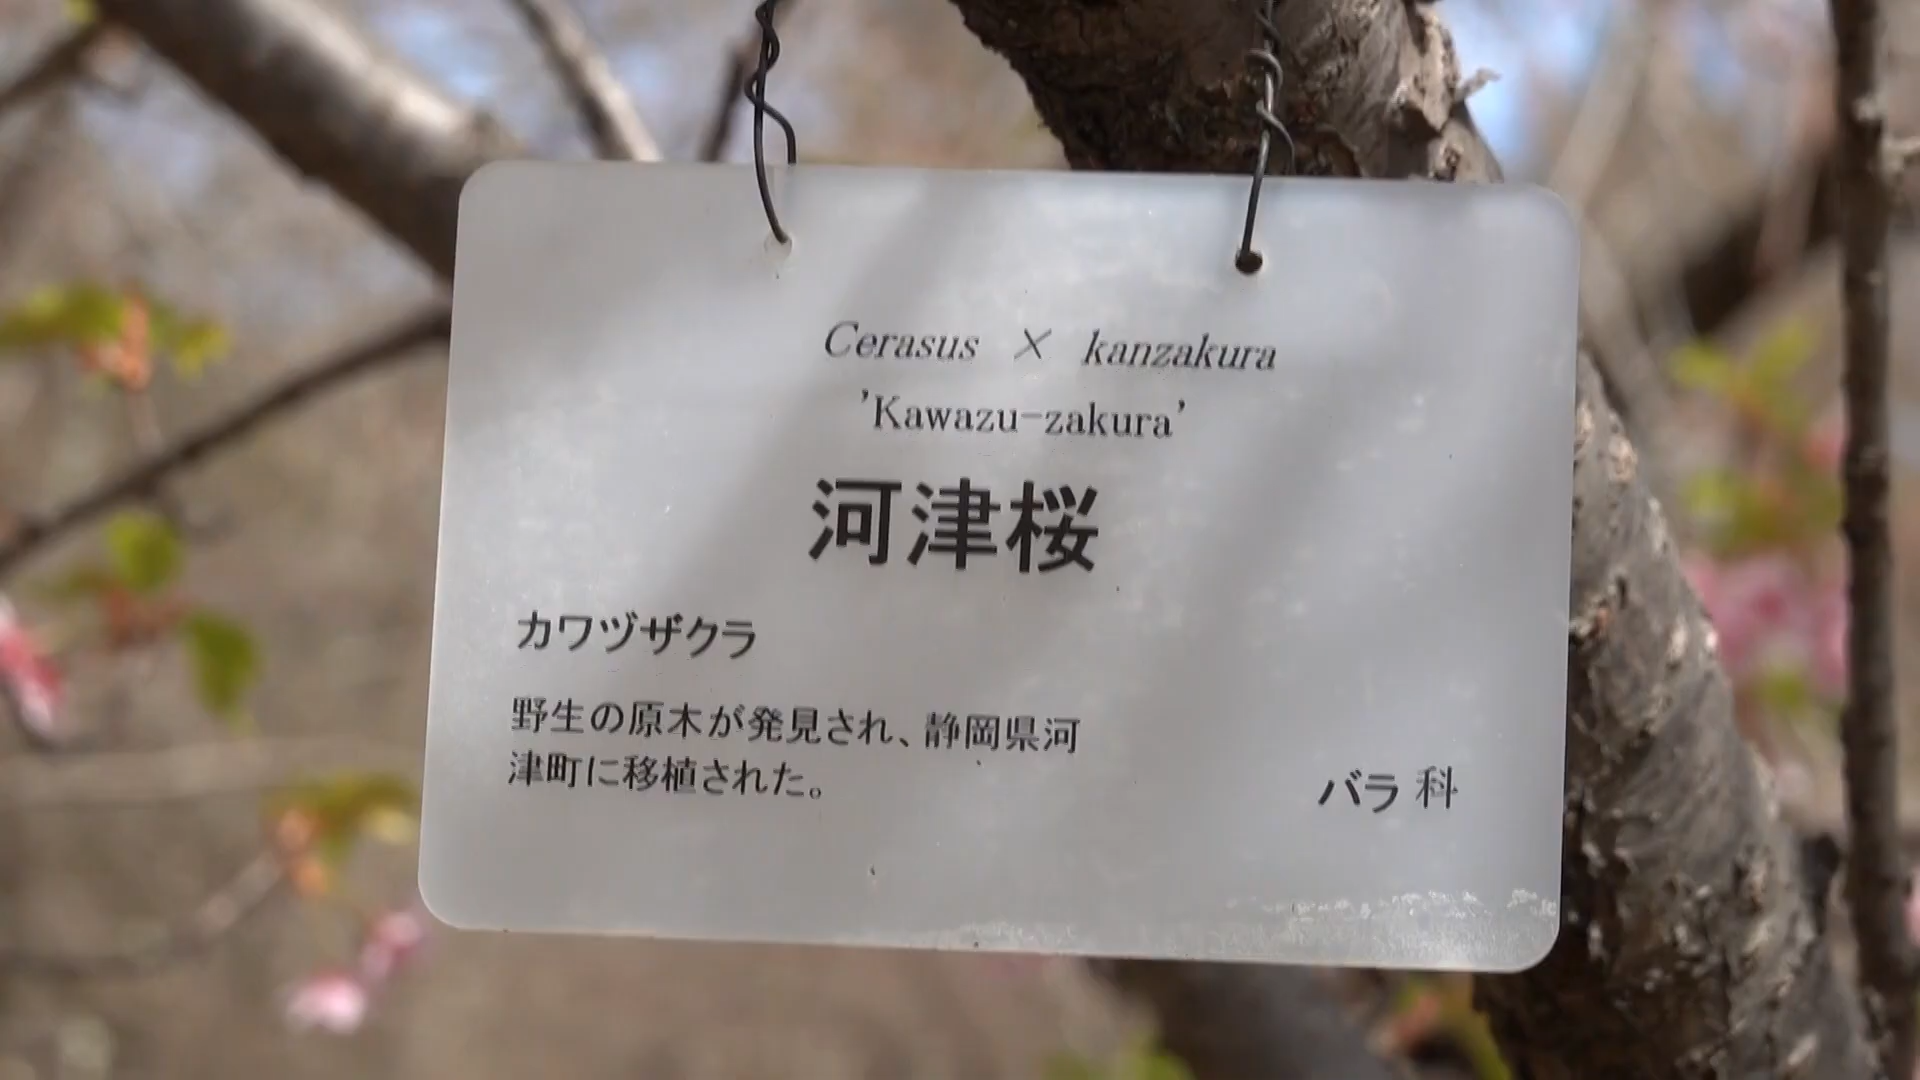 Cerasus × kanzakura
'Kawazu-zakura'
河津桜
カワヅザクラ
野生の原木が発見され、静岡県河
津町に移植された。
バラ科